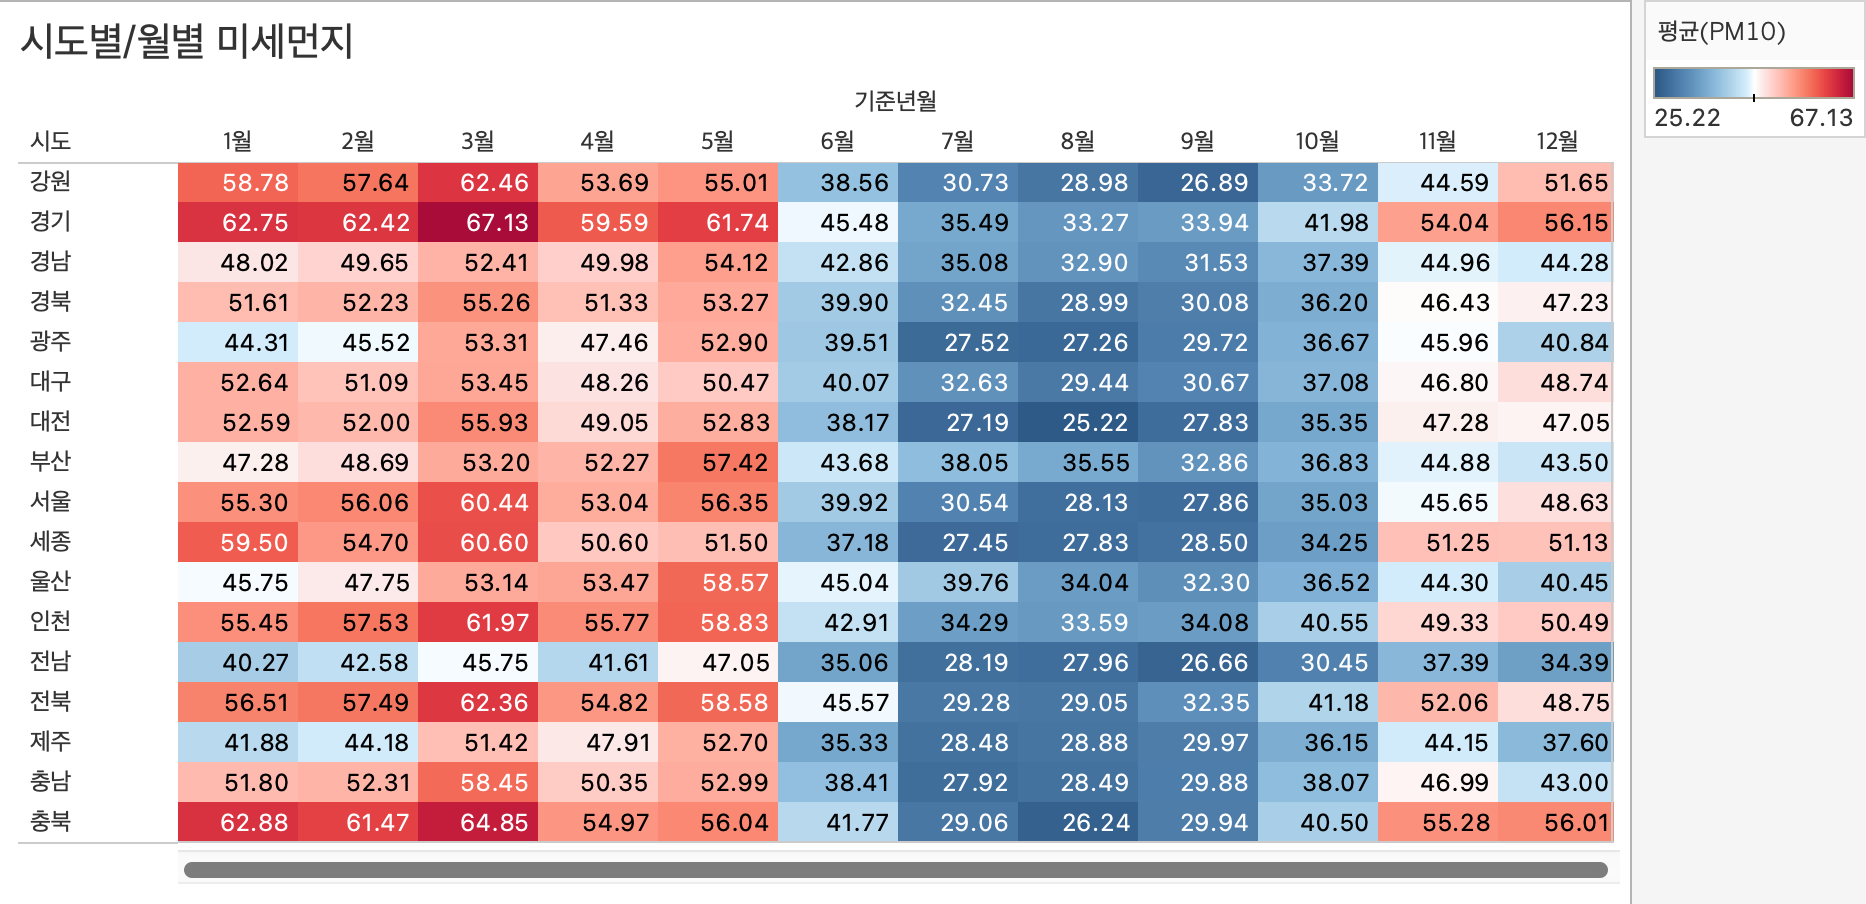 시도별/월별 미세먼지
평균(PM10)
25.22 67.13
기준년월
시도 1월 2월 3월 4월 5월 6월 7월 8월 9월 10월 11월 12월
강원 58.78 57.64 62.46 53.69 55.01 38.56 30.73 28.98 26.89 33.72 44.59 51.65
경기 62.75 62.42 67.13 59.59 61.74 45.48 35.49 33.27 33.94 41.98 54.04 56.15
경남 48.02 49.65 52.41 49.98 54.12 42.86 35.08 32.90 31.53 37.39 44.96 44.28
경북 51.61 52.23 55.26 51.33 53.27 39.90 32.45 28.99 30.08 36.20 46.43 47.23
광주 44.31 45.52 53.31 47.46 52.90 39.51 27.52 27.26 29.72 36.67 45.96 40.84
대구 52.64 51.09 53.45 48.26 50.47 40.07 32.63 29.44 30.67 37.08 46.80 48.74
대전 52.59 52.00 55.93 49.05 52.83 38.17 27.19 25.22 27.83 35.35 47.28 47.05
부산 47.28 48.69 53.20 52.27 57.42 43.68 38.05 35.55 32.86 36.83 44.88 43.50
서울 55.30 56.06 60.44 53.04 56.35 39.92 30.54 28.13 27.86 35.03 45.65 48.63
세종 59.50 54.70 60.60 50.60 51.50 37.18 27.45 27.83 28.50 34.25 51.25 51.13
울산 45.75 47.75 53.14 53.47 58.57 45.04 39.76 34.04 32.30 36.52 44.30 40.45
인천 55.45 57.53 61.97 55.77 58.83 42.91 34.29 33.59 34.08 40.55 49.33 50.49
전남 40.27 42.58 45.75 41.61 47.05 35.06 28.19 27.96 26.66 30.45 37.39 34.39
전북 56.51 57.49 62.36 54.82 58.58 45.57 29.28 29.05 32.35 41.18 52.06 48.75
제주 41.88 44.18 51.42 47.91 52.70 35.33 28.48 28.88 29.97 36.15 44.15 37.60
충남 51.80 52.31 58.45 50.35 52.99 38.41 27.92 28.49 29.88 38.07 46.99 43.00
충북 62.88 61.47 64.85 54.97 56.04 41.77 29.06 26.24 29.94 40.50 55.28 56.01